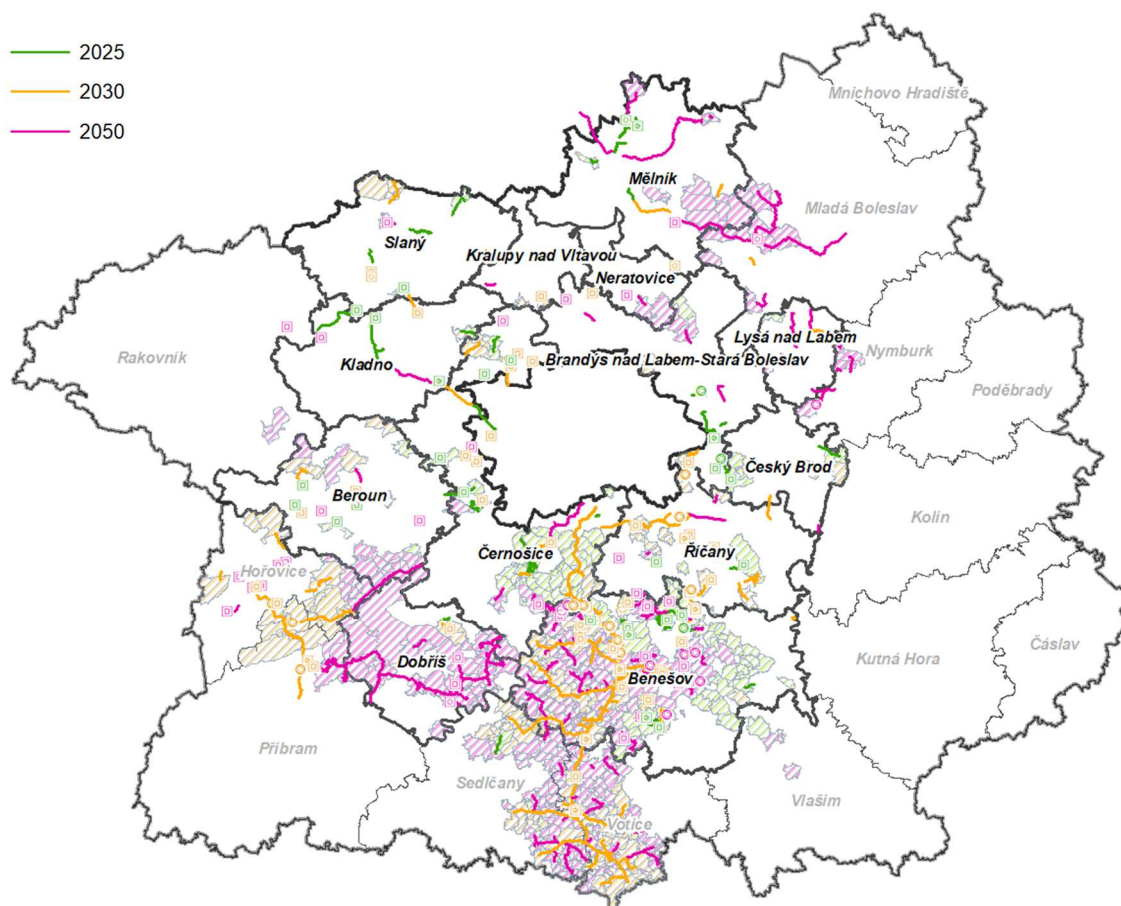 2025
2030
2050
Mnichovo Hradiště
Mělník
Mladá Boleslav
Slaný
Kralupy nad Vltavou
Neratovice
Lysá nad Labem
Nymburk
Rakovník
Kladno
Brandýs nad Labem-Stará Boleslav
Poděbrady
Český Brod
Beroun
Kolín
Černošice
Říčany
Hořovice
Dobříš
Benešov
Kutná Hora
Čáslav
Příbram
Sedlčany
Vlašim
Votice